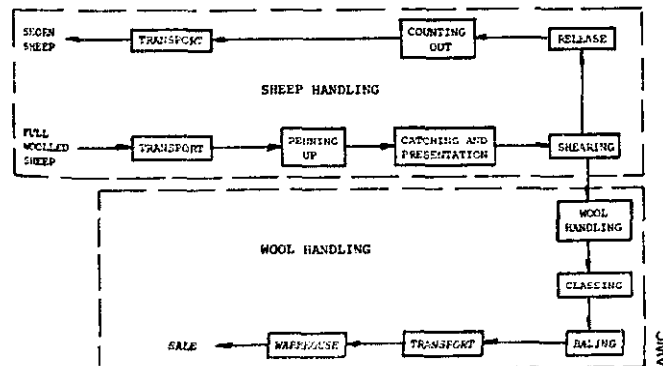 SHORN
SHEEP
TRANSPORT
COUNTING
OUT
RELEASE
SHEEP HANDLING
FULL
WOOLLED
SHEEP
TRANSPORT
PENNING
UP
CATCHING AND
PRESENTATION
SHEARING
WOOL
HANDLING
WOOL HANDLING
CLASSING
SALE
WAREHOUSE
TRANSPORT
BALING